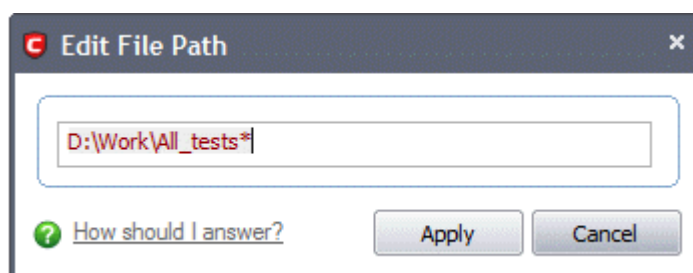 Edit File Path
D:\Work\All_tests*
How should I answer? Apply Cancel